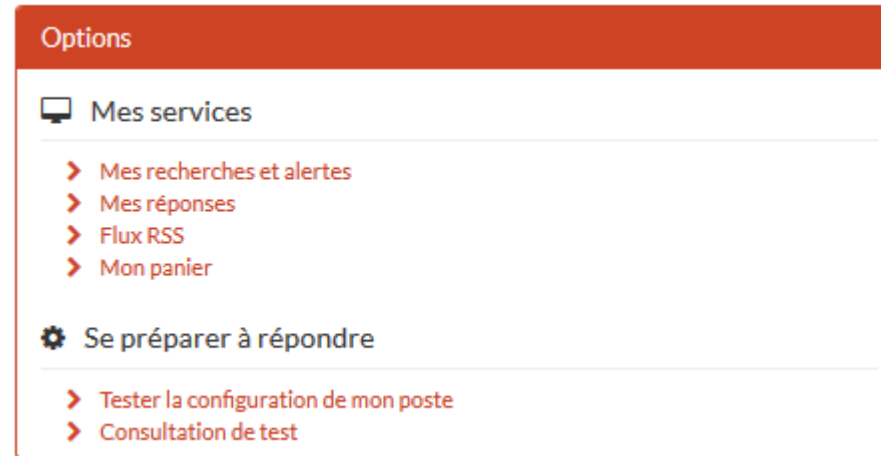 Options
Mes services
Mes recherches et alertes
Mes réponses
Flux RSS
Mon panier
Se préparer à répondre
Tester la configuration de mon poste
Consultation de test